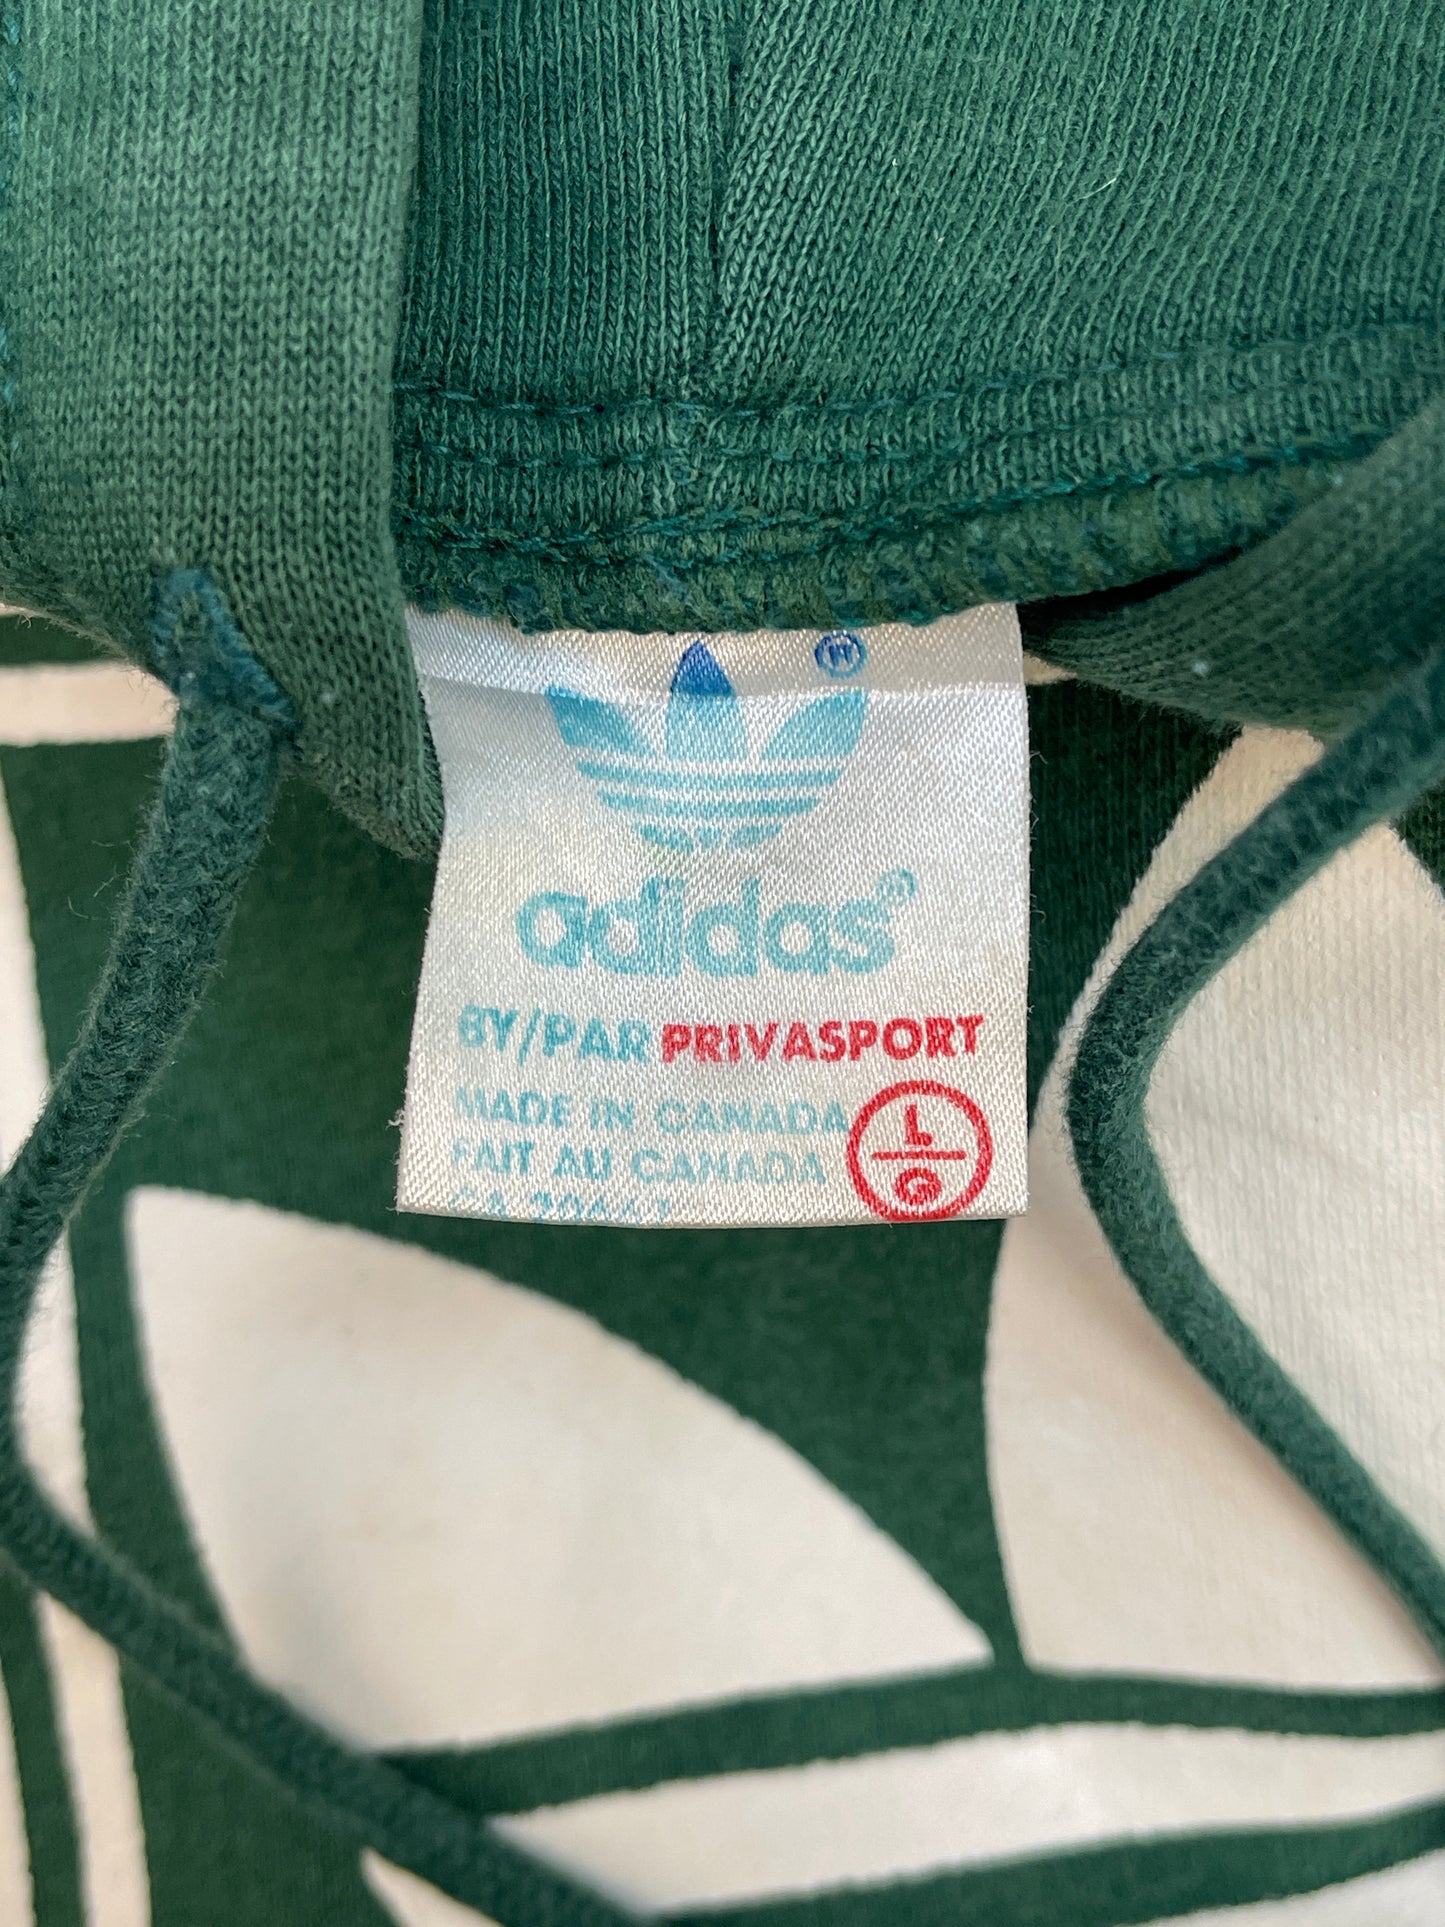 adidas®
BY/PAR PRIVASPORT
MADE IN CANADA
FAIT AU CANADA
L
G